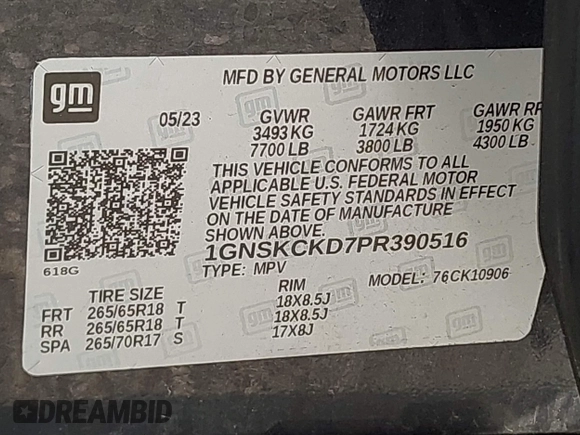 gm
MFD BY GENERAL MOTORS LLC
05/23 GVWR GAWR FRT GAWR RR
3493 KG 1724 KG 1950 KG
7700 LB 3800 LB 4300 LB
THIS VEHICLE CONFORMS TO ALL
APPLICABLE U.S. FEDERAL MOTOR
VEHICLE SAFETY STANDARDS IN EFFECT
ON THE DATE OF MANUFACTURE
SHOWN ABOVE.
1GNSKCKD7PR390516
618G
TYPE: MPV MODEL: 76CK10906
TIRE SIZE RIM
FRT 265/65R18 T 18X8.5J
RR 265/65R18 T 18X8.5J
SPA 265/70R17 S 17X8J
DREAMBID